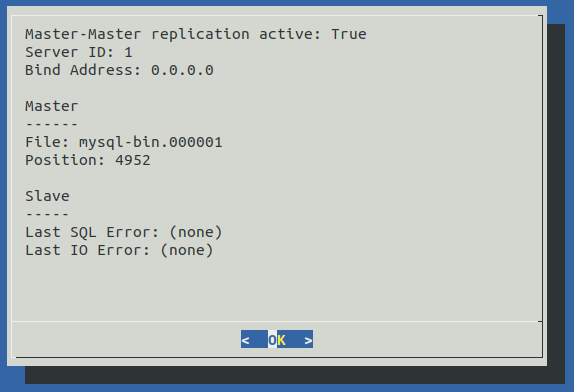 Master-Master replication active: True
Server ID: 1
Bind Address: 0.0.0.0
Master
------
File: mysql-bin.000001
Position: 4952
Slave
-----
Last SQL Error: (none)
Last IO Error: (none)
<  OK  >